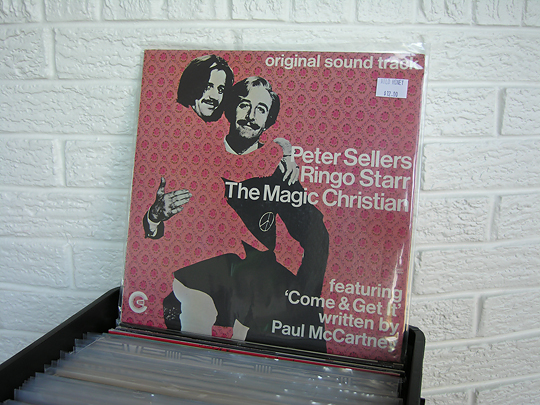 original sound track
Peter Sellers
Ringo Starr
The Magic Christian
featuring
'Come & Get It'
written by
Paul McCartney